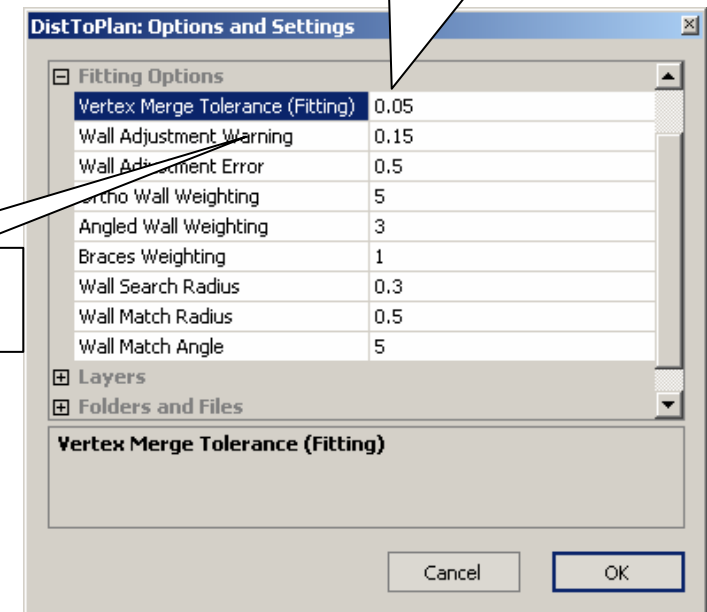 DistToPlan: Options and Settings
Fitting Options
Vertex Merge Tolerance (Fitting) 0.05
Wall Adjustment Warning 0.15
Wall Adjustment Error 0.5
Ortho Wall Weighting 5
Angled Wall Weighting 3
Braces Weighting 1
Wall Search Radius 0.3
Wall Match Radius 0.5
Wall Match Angle 5
Layers
Folders and Files
Vertex Merge Tolerance (Fitting)
Cancel OK